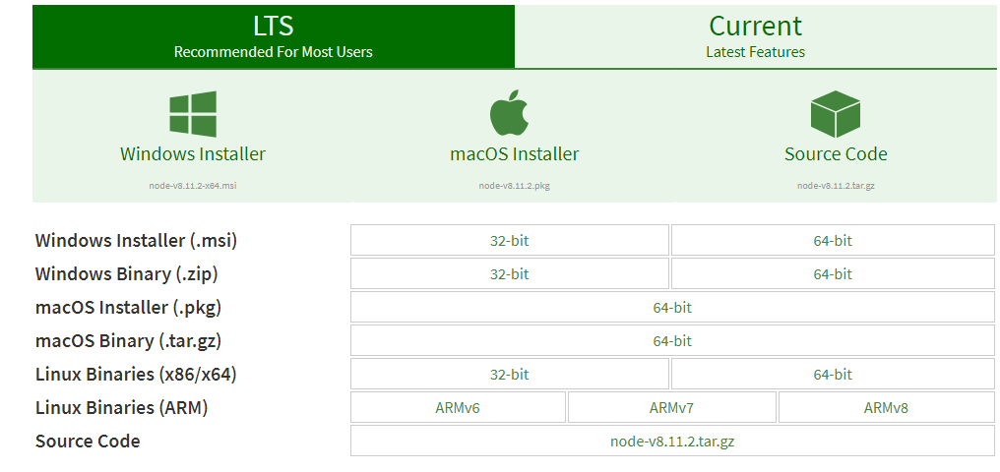 LTS
Recommended For Most Users
Current
Latest Features
Windows Installer
node-v8.11.2-x64.msi
macOS Installer
node-v8.11.2.pkg
Source Code
node-v8.11.2.tar.gz
Windows Installer (.msi) 32-bit 64-bit
Windows Binary (.zip) 32-bit 64-bit
macOS Installer (.pkg) 64-bit
macOS Binary (.tar.gz) 64-bit
Linux Binaries (x86/x64) 32-bit 64-bit
Linux Binaries (ARM) ARMv6 ARMv7 ARMv8
Source Code node-v8.11.2.tar.gz